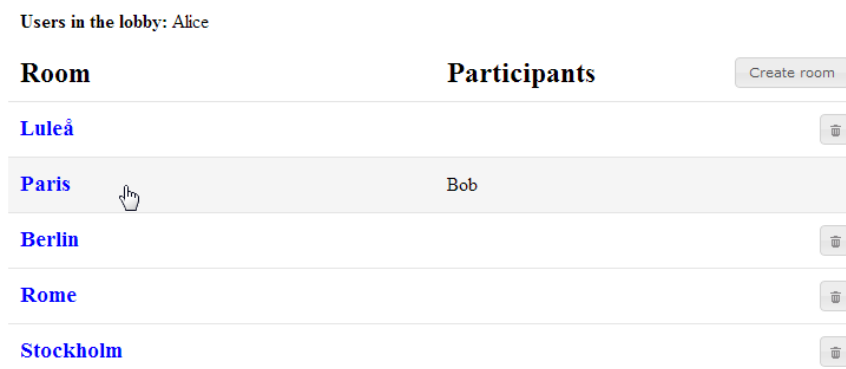 Users in the lobby: Alice
Room Participants Create room
Luleå
Paris Bob
Berlin
Rome
Stockholm